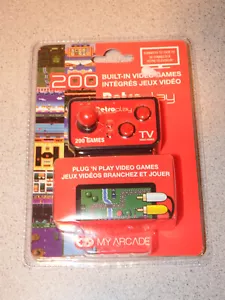 200
BUILT-IN VIDEO GAMES
INTÉGRÉS JEUX VIDÉO
Retroplay
Retroplay
200 GAMES
TV
PLUG 'N PLAY VIDEO GAMES
JEUX VIDÉOS BRANCHEZ ET JOUER
MY ARCADE